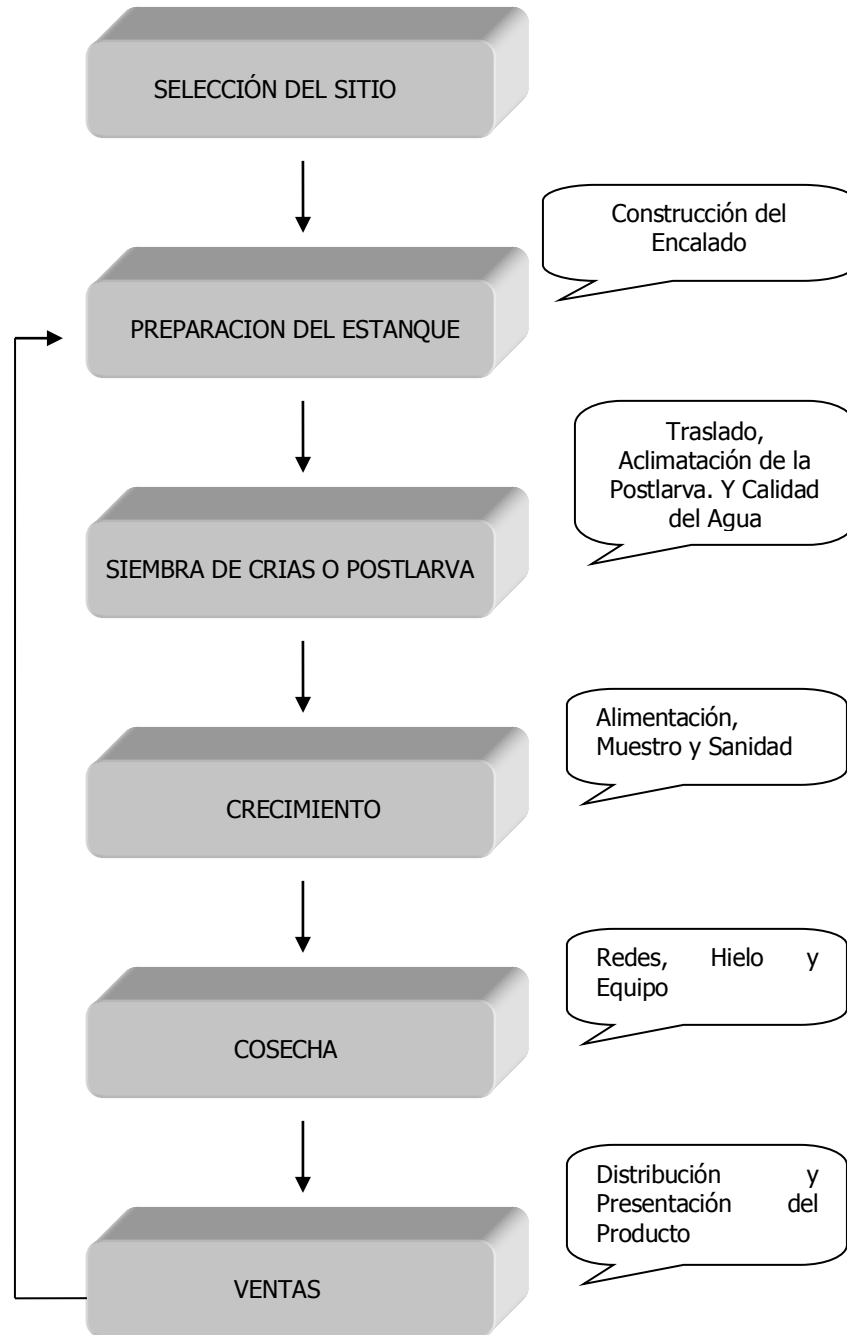 SELECCIÓN DEL SITIO
Construcción del
Encalado
PREPARACION DEL ESTANQUE
Traslado,
Aclimatación de la
Postlarva. Y Calidad
del Agua
SIEMBRA DE CRIAS O POSTLARVA
Alimentación,
Muestro y Sanidad
CRECIMIENTO
Redes, Hielo y
Equipo
COSECHA
Distribución y
Presentación del
Producto
VENTAS